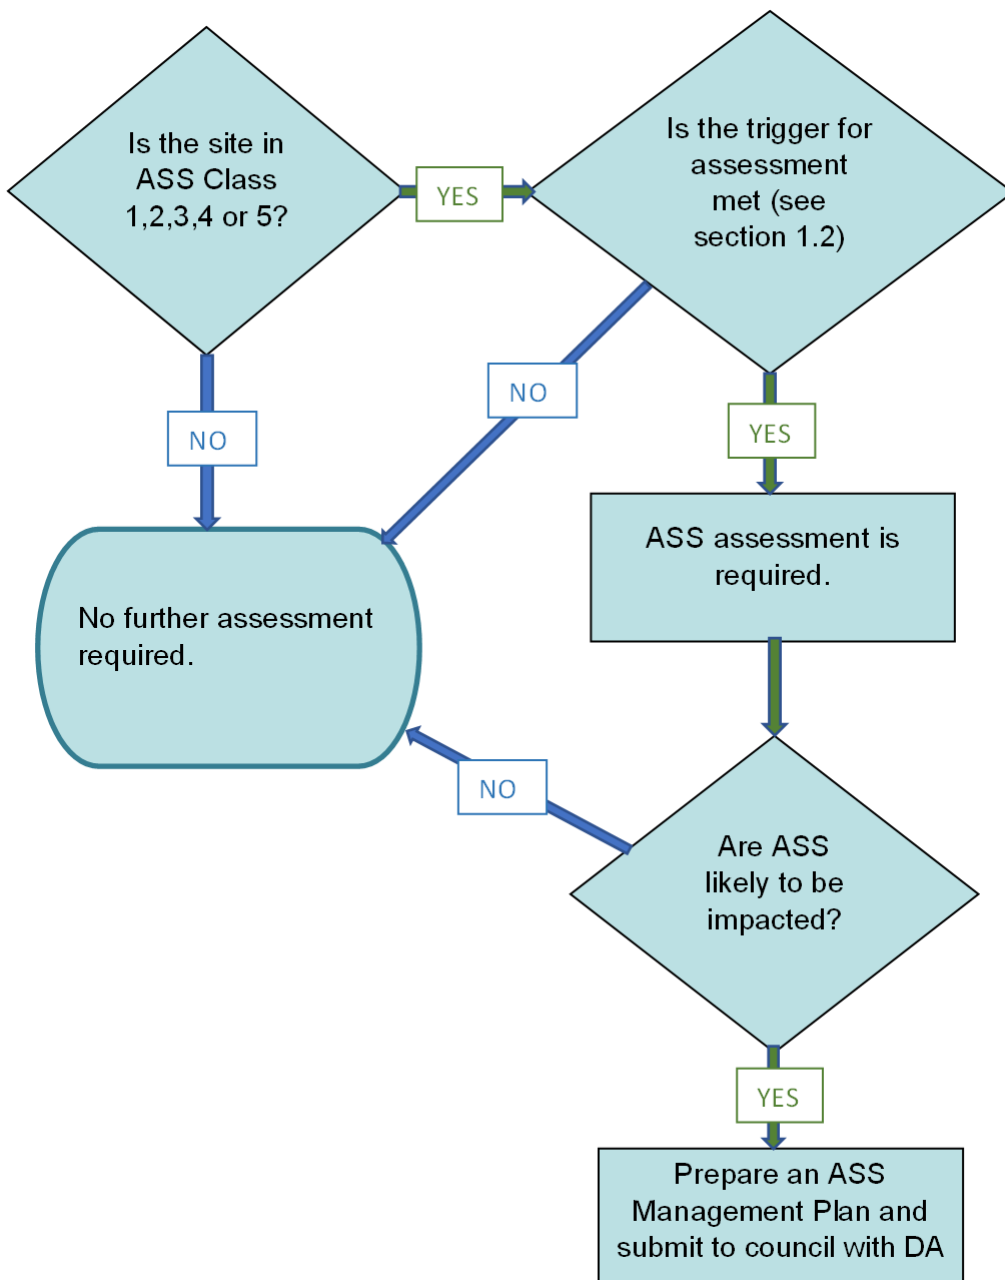 Is the site in
ASS Class
1,2,3,4 or 5?
YES
Is the trigger for
assessment
met (see
section 1.2)
NO
NO
YES
ASS assessment is
required.
No further assessment
required.
NO
Are ASS
likely to be
impacted?
YES
Prepare an ASS
Management Plan and
submit to council with DA